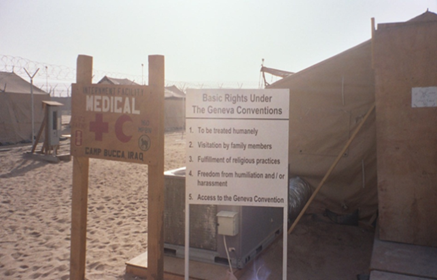 INTERNMENT FACILITY
MEDICAL
CAMP BUCCA IRAQ
Basic Rights Under
The Geneva Conventions
1. To be treated humanely
2. Visitation by family members
3. Fulfillment of religious practices
4. Freedom from humiliation and / or
harassment
5. Access to the Geneva Convention